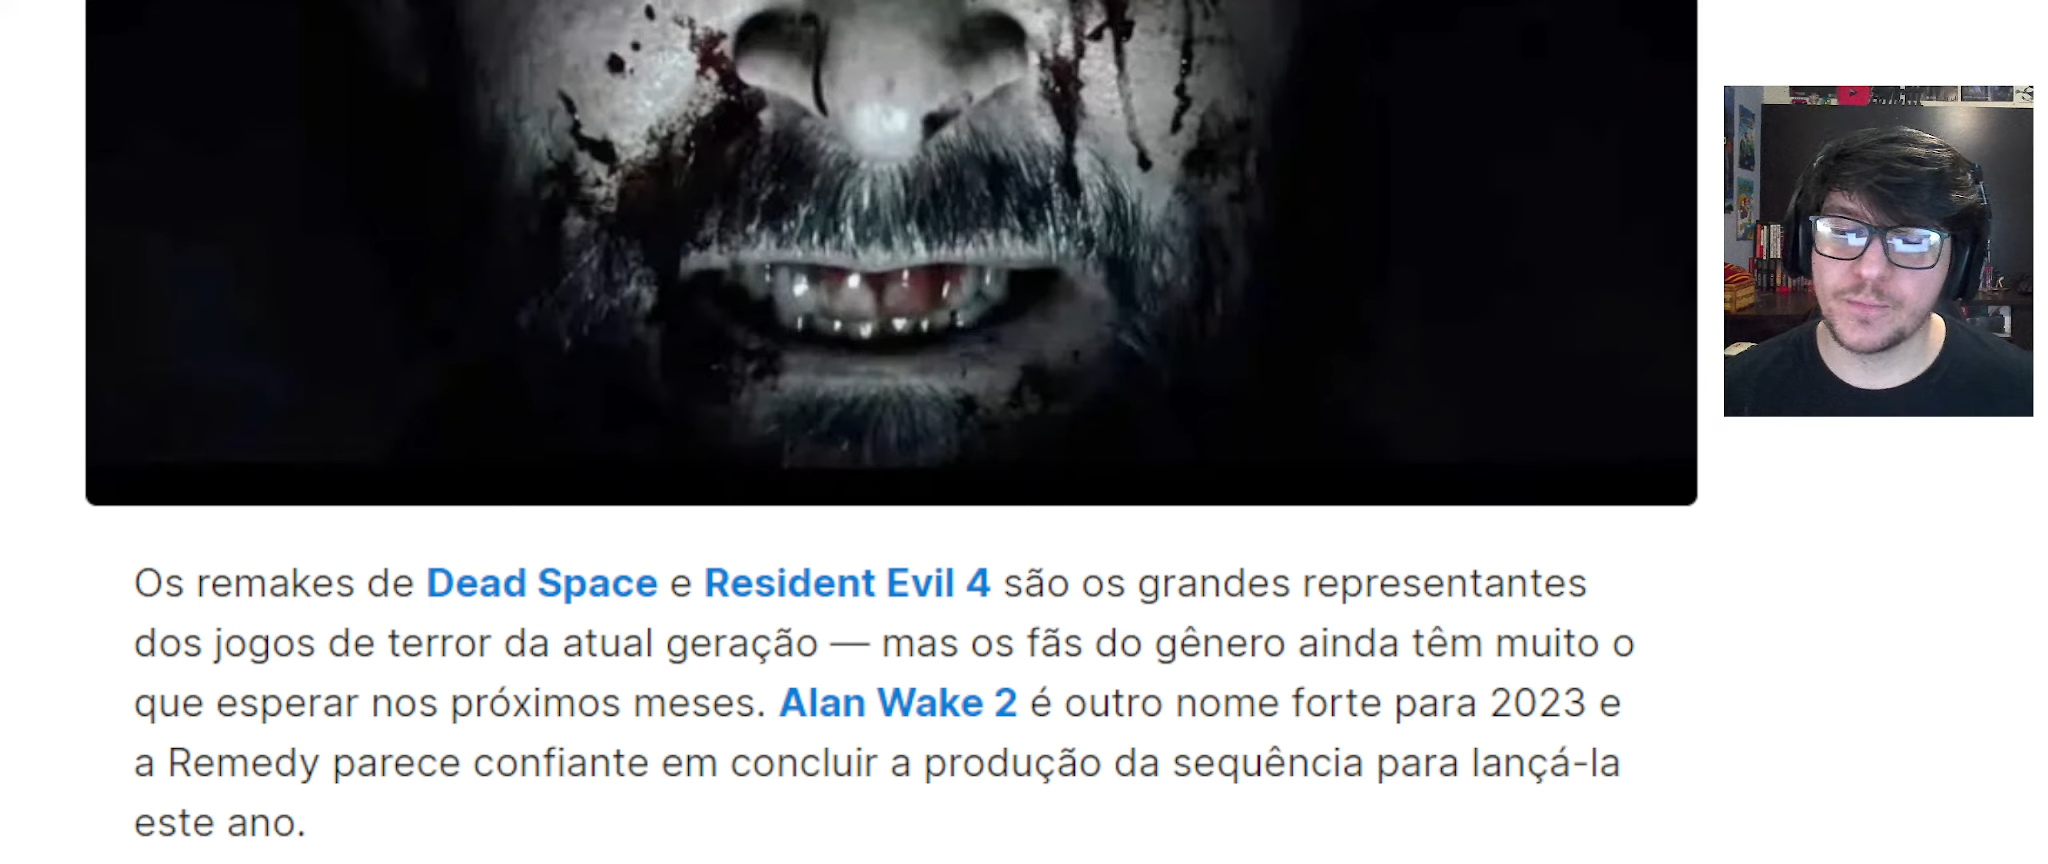 Os remakes de Dead Space e Resident Evil 4 são os grandes representantes
dos jogos de terror da atual geração — mas os fãs do gênero ainda têm muito o
que esperar nos próximos meses. Alan Wake 2 é outro nome forte para 2023 e
a Remedy parece confiante em concluir a produção da sequência para lançá-la
este ano.